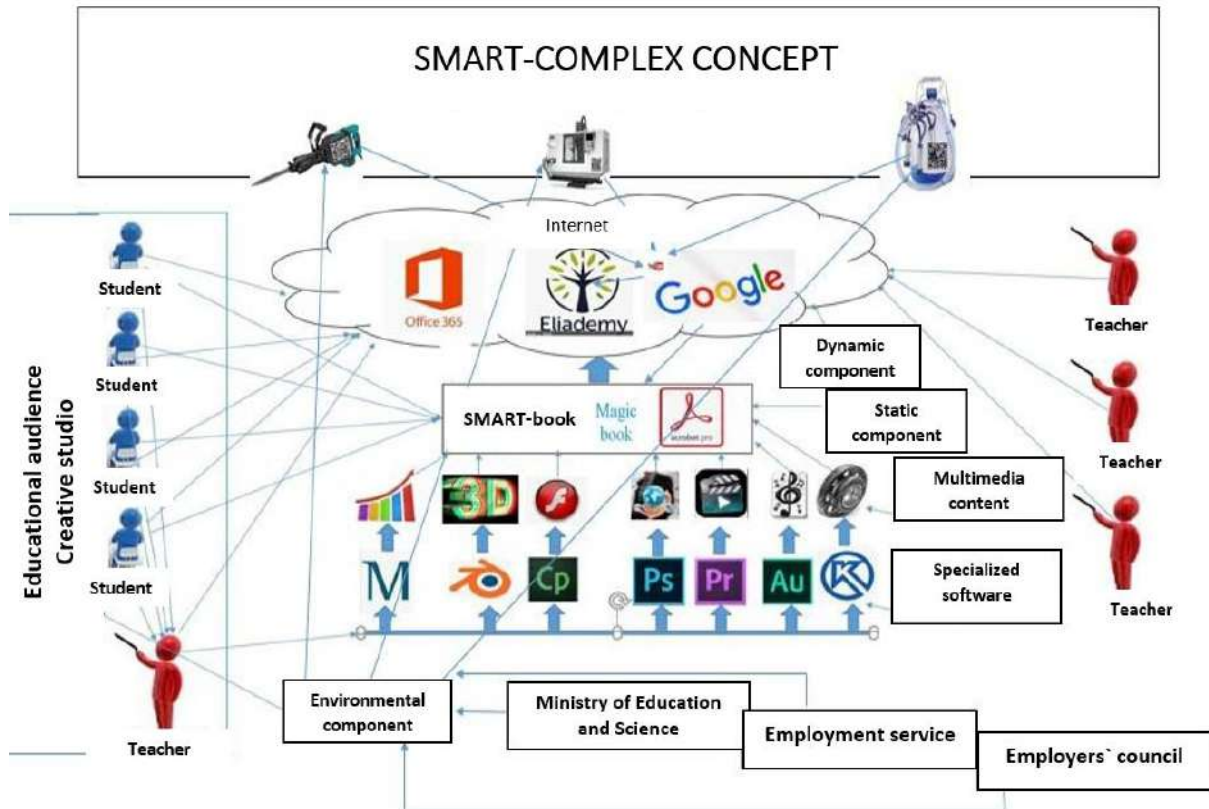 SMART-COMPLEX CONCEPT
Internet
Office 365
Eliademy
Google
Student
Student
Student
Student
Teacher
Educational audience
Creative studio
Teacher
Teacher
Teacher
Dynamic
component
Static
component
SMART-book
Magic
book
acrobat pro
Multimedia
content
3D
M
Cp
Ps
Pr
Au
K
Specialized
software
Environmental
component
Ministry of Education
and Science
Employment service
Employers` council